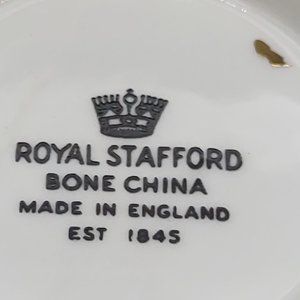 ROYAL STAFFORD
BONE CHINA
MADE IN ENGLAND
EST 1845